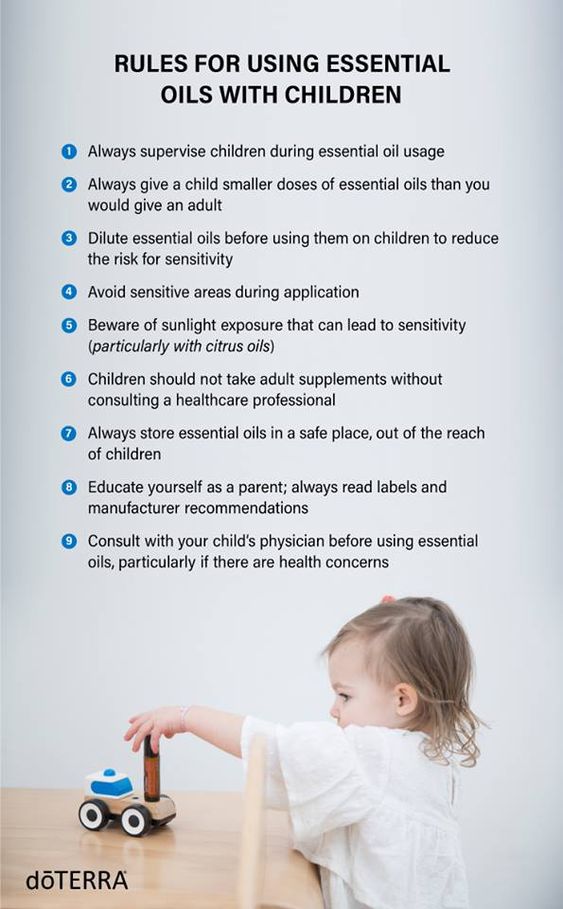 RULES FOR USING ESSENTIAL
OILS WITH CHILDREN
1 Always supervise children during essential oil usage
2 Always give a child smaller doses of essential oils than you
would give an adult
3 Dilute essential oils before using them on children to reduce
the risk for sensitivity
4 Avoid sensitive areas during application
5 Beware of sunlight exposure that can lead to sensitivity
(particularly with citrus oils)
6 Children should not take adult supplements without
consulting a healthcare professional
7 Always store essential oils in a safe place, out of the reach
of children
8 Educate yourself as a parent; always read labels and
manufacturer recommendations
9 Consult with your child's physician before using essential
oils, particularly if there are health concerns
dōTERRA